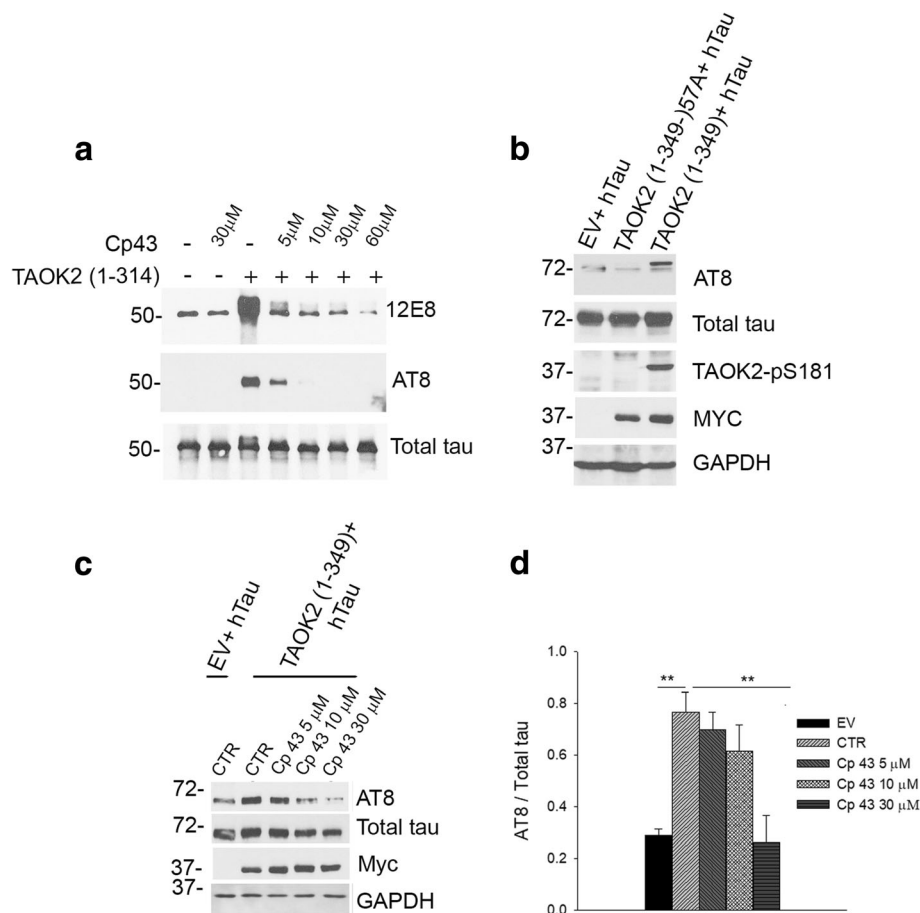 a
Cp43 - 30μM - 5μM 10μM 30μM 60μM
TAOK2 (1-314) - - + + + + +
50- 12E8
50- AT8
50- Total tau
b
EV+ hTau
TAOK2 (1-349-)57A+ hTau
TAOK2 (1-349)+ hTau
72- AT8
72- Total tau
37- TAOK2-pS181
37- MYC
37- GAPDH
c
EV+ hTau
TAOK2 (1-349)+
hTau
CTR CTR Cp 43 5 μM Cp 43 10 μM Cp 43 30 μM
72- AT8
72- Total tau
37- Myc
37- GAPDH
d
AT8 / Total tau
1.0
0.8
0.6
0.4
0.2
0.0
** **
EV
CTR
Cp 43 5 μM
Cp 43 10 μM
Cp 43 30 μM